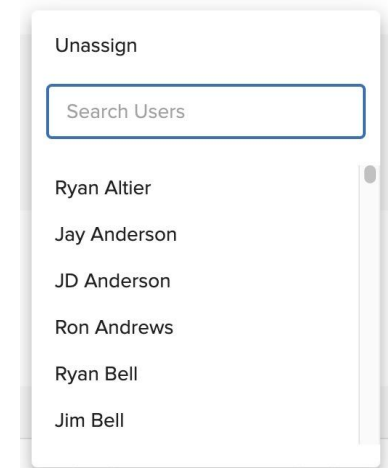 Unassign
Search Users
Ryan Altier
Jay Anderson
JD Anderson
Ron Andrews
Ryan Bell
Jim Bell